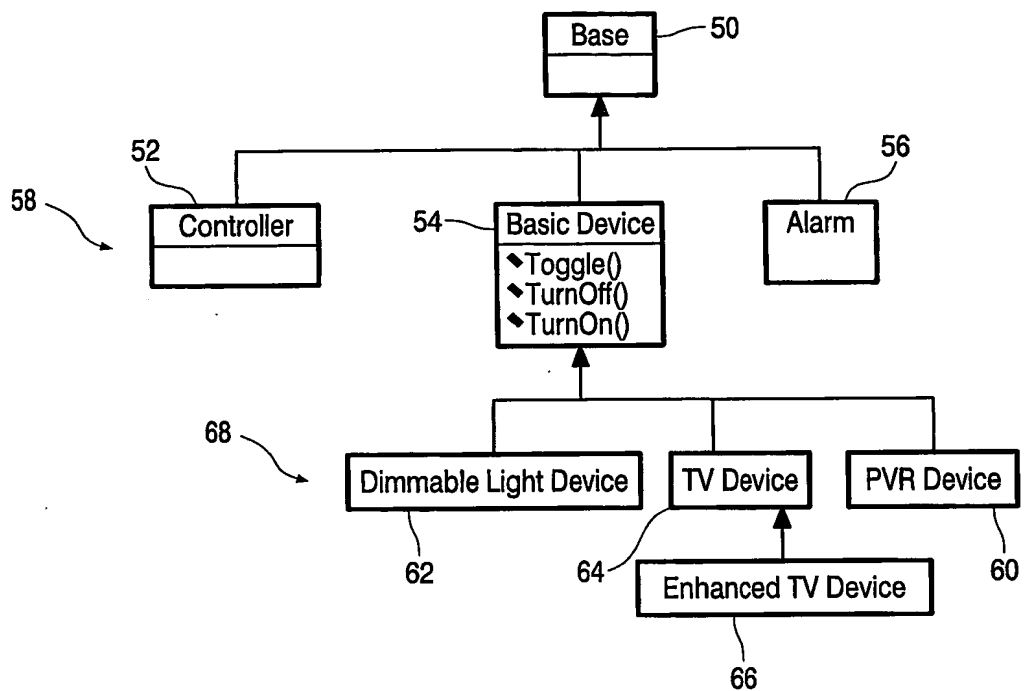 Base
50
52
56
58
Controller
54
Basic Device
Alarm
Toggle()
TurnOff()
TurnOn()
68
Dimmable Light Device
TV Device
PVR Device
62
64
60
Enhanced TV Device
66